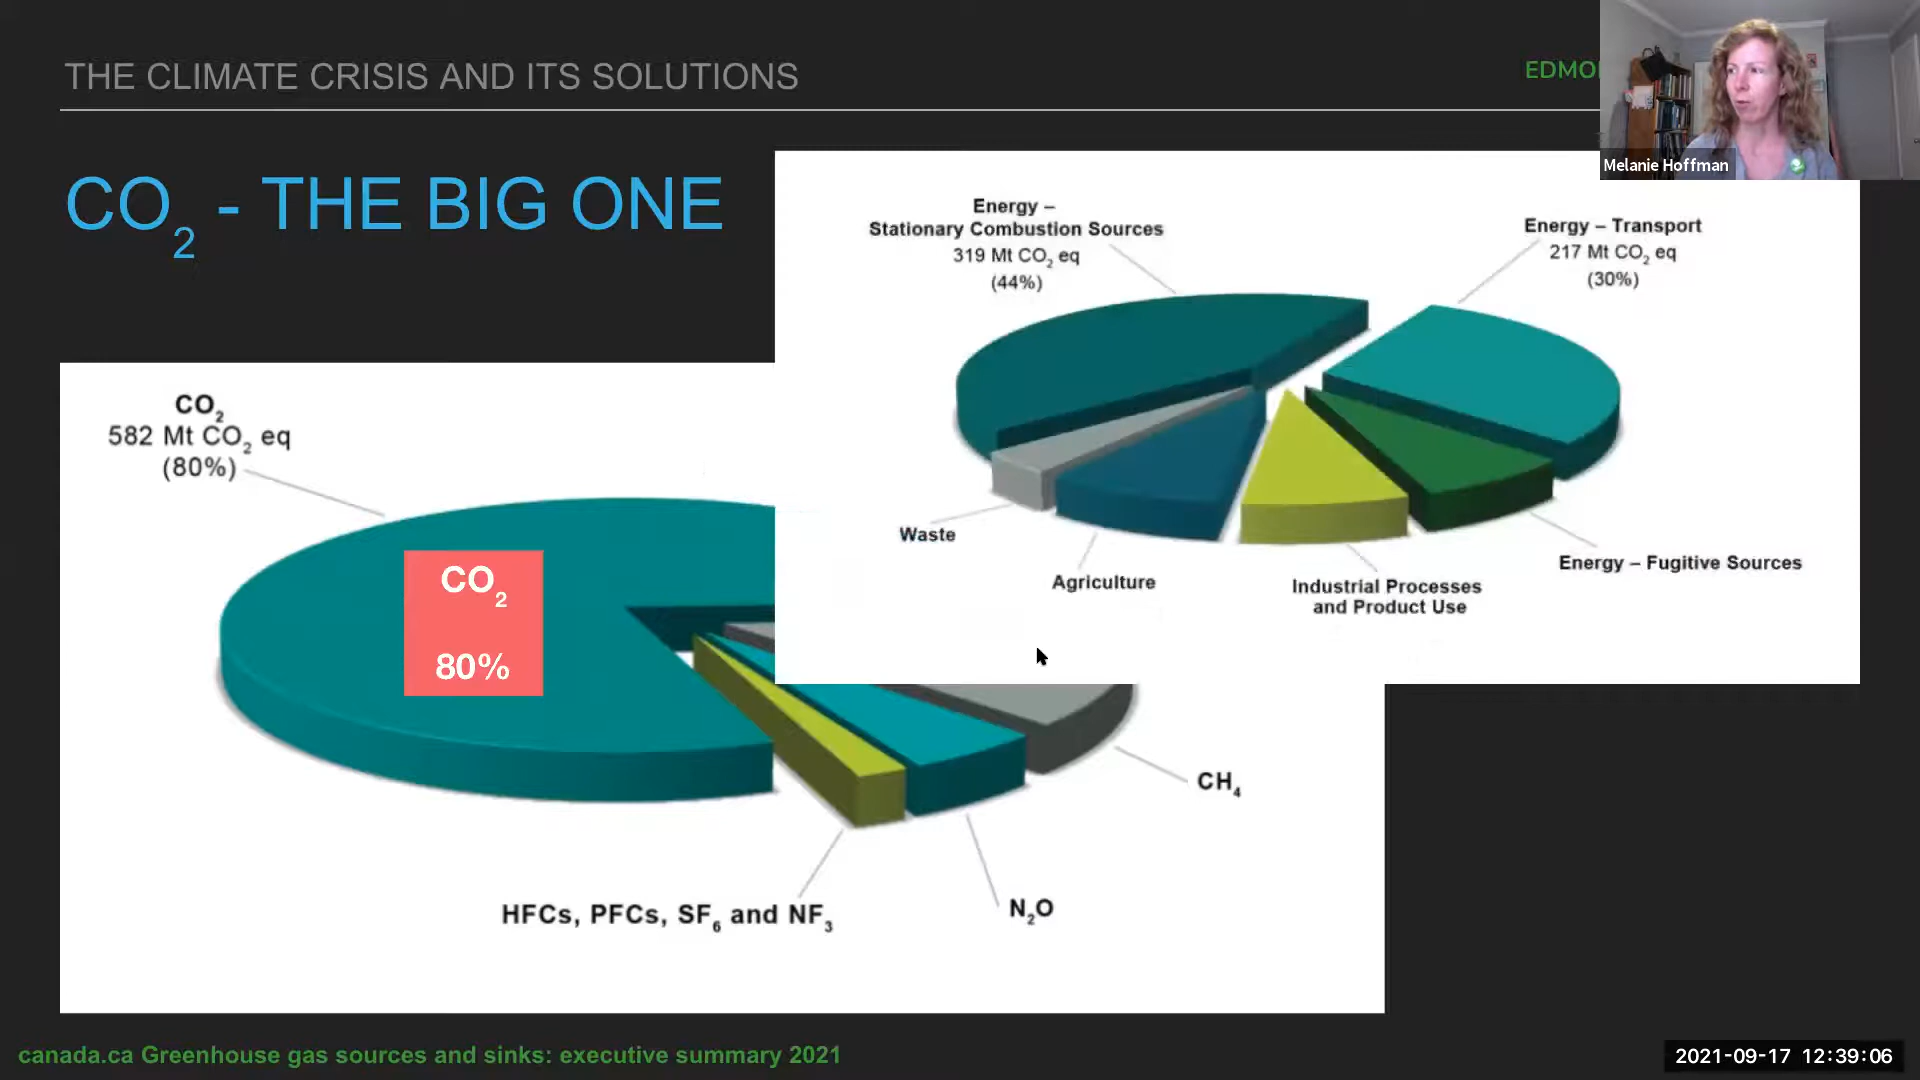 THE CLIMATE CRISIS AND ITS SOLUTIONS
Melanie Hoffman
CO₂ - THE BIG ONE
Energy –
Stationary Combustion Sources
319 Mt CO₂ eq
(44%)
Energy – Transport
217 Mt CO₂ eq
(30%)
Waste
Agriculture
Industrial Processes
and Product Use
Energy – Fugitive Sources
CO₂
582 Mt CO₂ eq
(80%)
CO₂
80%
CH₄
N₂O
HFCs, PFCs, SF₆ and NF₃
canada.ca Greenhouse gas sources and sinks: executive summary 2021
2021-09-17 12:39:06